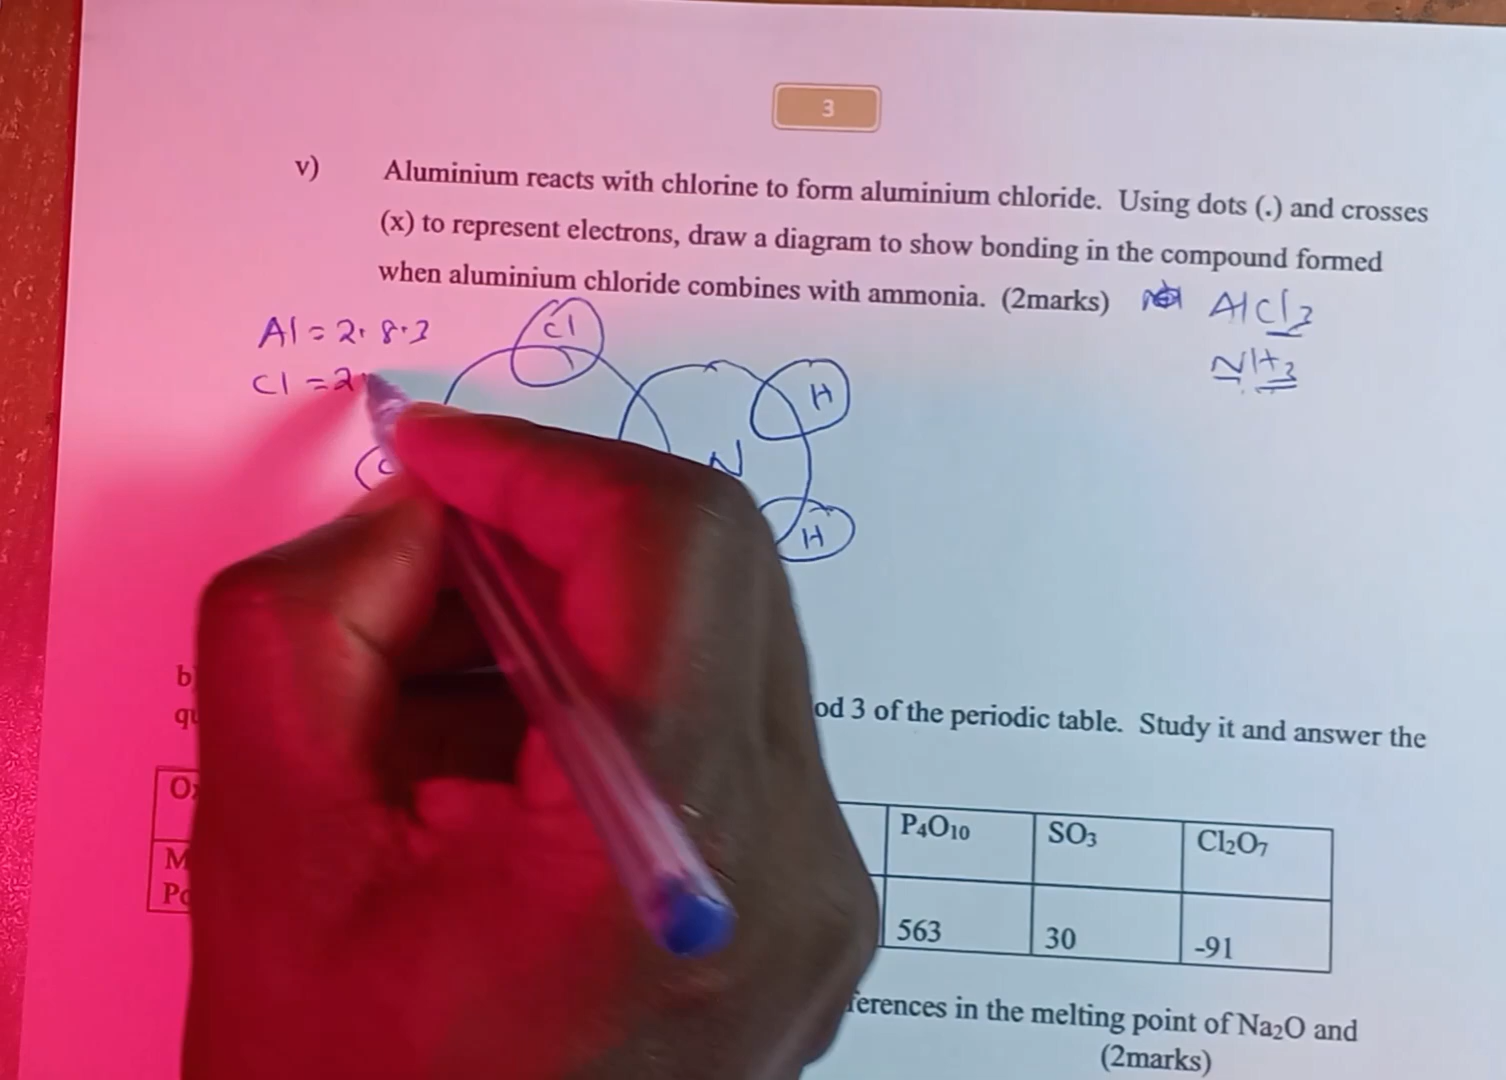 3
v) Aluminium reacts with chlorine to form aluminium chloride. Using dots (.) and crosses
(x) to represent electrons, draw a diagram to show bonding in the compound formed
when aluminium chloride combines with ammonia. (2marks) AlCl3
NH3
Al = 2.8.3
Cl = 2
Cl
H
N
H
b
od 3 of the periodic table. Study it and answer the
P4O10 SO3 Cl2O7
M
563 30 -91
ferences in the melting point of Na2O and
(2marks)